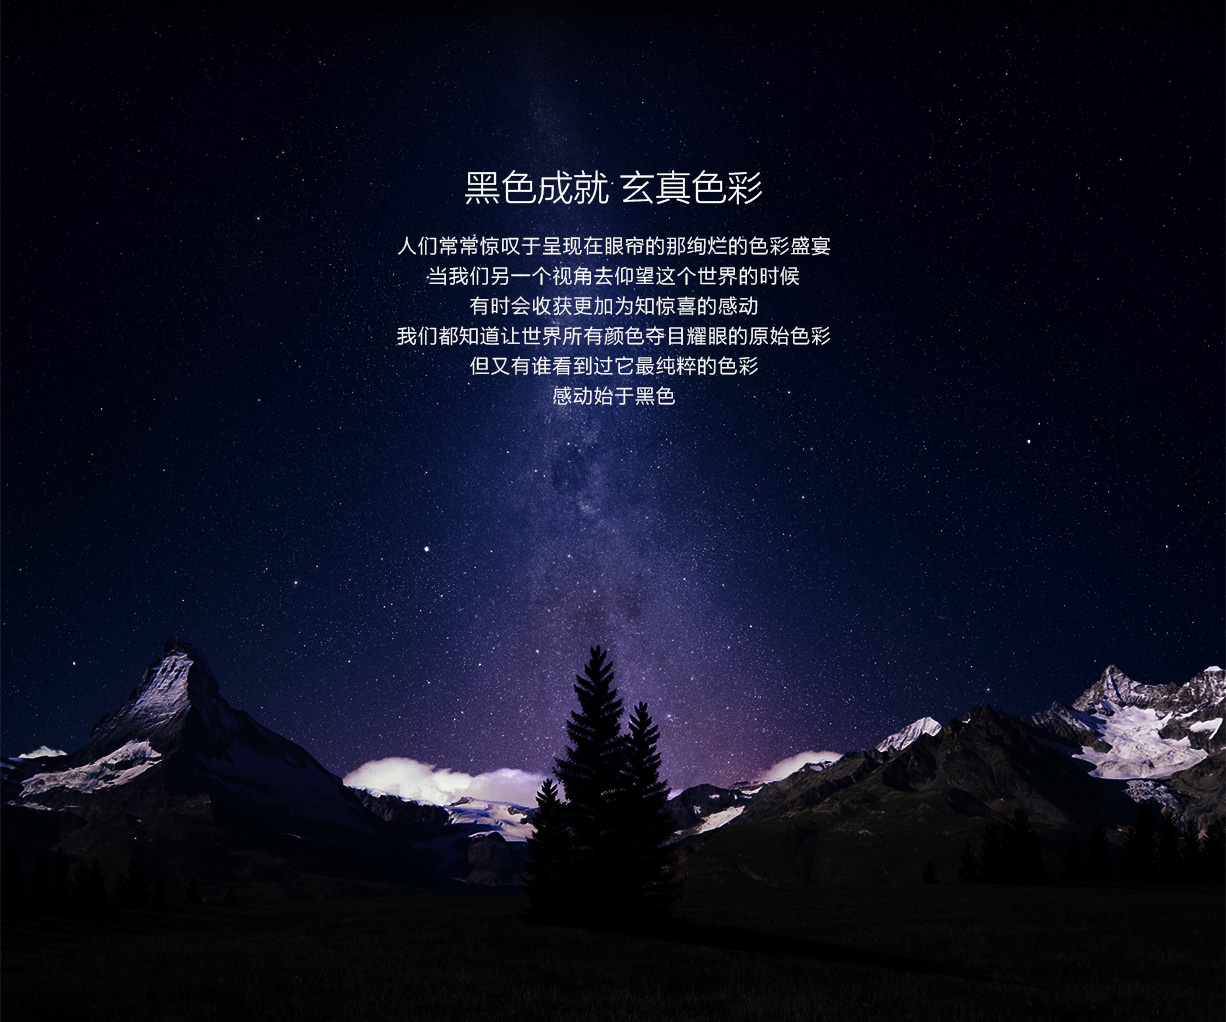 黑色成就 玄真色彩
人们常常惊叹于呈现在眼帘的那绚烂的色彩盛宴
当我们另一个视角去仰望这个世界的时候
有时会收获更加为知惊喜的感动
我们都知道让世界所有颜色夺目耀眼的原始色彩
但又有谁看到过它最纯粹的色彩
感动始于黑色